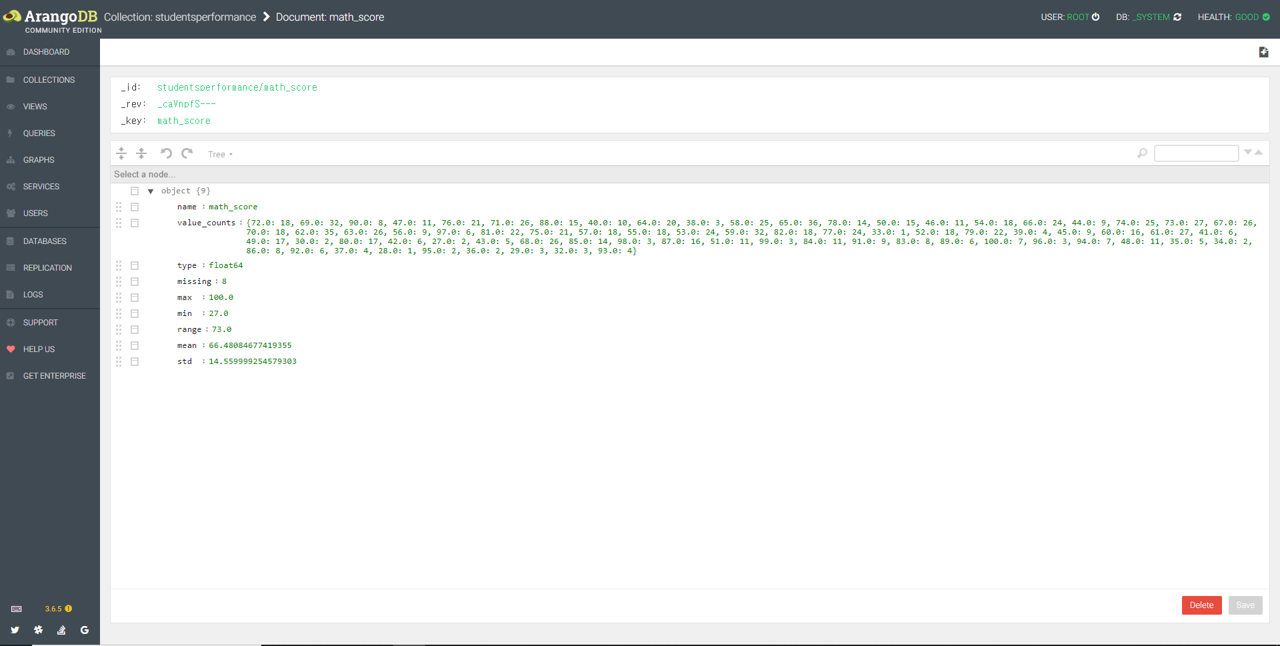 ArangoDB
COMMUNITY EDITION
Collection: studentsperformance
Document: math_score
USER: ROOT
DB: _SYSTEM
HEALTH: GOOD
DASHBOARD
COLLECTIONS
VIEWS
QUERIES
GRAPHS
SERVICES
USERS
DATABASES
REPLICATION
LOGS
SUPPORT
HELP US
GET ENTERPRISE
3.6.5
_id: studentsperformance/math_score
_rev: _caVnpfS---
_key: math_score
Tree
Select a node...
object {9}
name : math_score
value_counts : {72.0: 18, 69.0: 32, 90.0: 8, 47.0: 11, 76.0: 21, 71.0: 26, 88.0: 15, 40.0: 10, 64.0: 20, 38.0: 3, 58.0: 25, 65.0: 36, 78.0: 14, 50.0: 15, 46.0: 11, 54.0: 18, 66.0: 24, 44.0: 9, 74.0: 25, 73.0: 27, 67.0: 26,
70.0: 18, 62.0: 35, 63.0: 26, 56.0: 9, 97.0: 6, 81.0: 22, 75.0: 21, 57.0: 18, 55.0: 18, 53.0: 24, 59.0: 32, 82.0: 18, 77.0: 24, 33.0: 1, 52.0: 18, 79.0: 22, 39.0: 4, 45.0: 9, 60.0: 16, 61.0: 27, 41.0: 6,
49.0: 17, 30.0: 2, 80.0: 17, 42.0: 6, 27.0: 2, 43.0: 5, 68.0: 26, 85.0: 14, 98.0: 3, 87.0: 16, 51.0: 11, 99.0: 3, 84.0: 11, 91.0: 9, 83.0: 8, 89.0: 6, 100.0: 7, 96.0: 3, 94.0: 7, 48.0: 11, 35.0: 5, 34.0: 2,
86.0: 8, 92.0: 6, 37.0: 4, 28.0: 1, 95.0: 2, 36.0: 2, 29.0: 3, 32.0: 3, 93.0: 4}
type : float64
missing : 8
max : 100.0
min : 27.0
range : 73.0
mean : 66.48084677419355
std : 14.559999254579303
Delete
Save